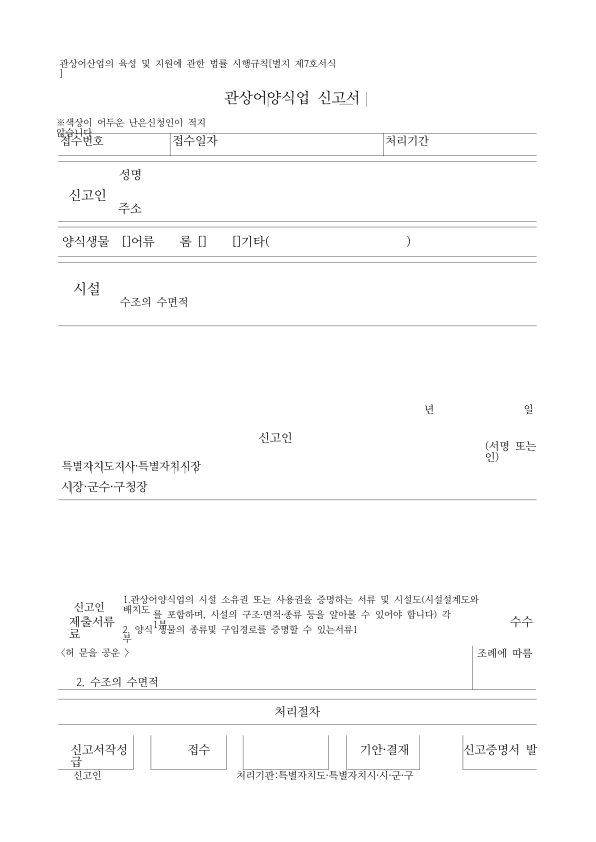 관상어산업의 육성 및 지원에 관한 법률 시행규칙[별지 제7호서식
]
관상어양식업 신고서
※색상이 어두운 난은신청인이 적지
않습니다
접수번호 접수일자 처리기간
성명
신고인
주소
양식생물 []어류 롬 [] []기타( )
시설
수조의 수면적
년 일
신고인
(서명 또는
인)
특별자치도지사·특별자치시장
시장·군수·구청장
1.관상어양식업의 시설 소유권 또는 사용권을 증명하는 서류 및 시설도(시설설계도와
배치도
를 포함하며, 시설의 구조·면적·종류 등을 알아볼 수 있어야 합니다) 각
1부
2. 양식 생물의 종류및 구입경로를 증명할 수 있는서류1
부
신고인
제출서류
료
수수
〈허 문을 공운 〉
조례에 따름
2. 수조의 수면적
처리절차
신고서작성 접수 기안·결재 신고증명서 발
급
신고인 처리기관:특별자치도·특별자치시·시·군·구